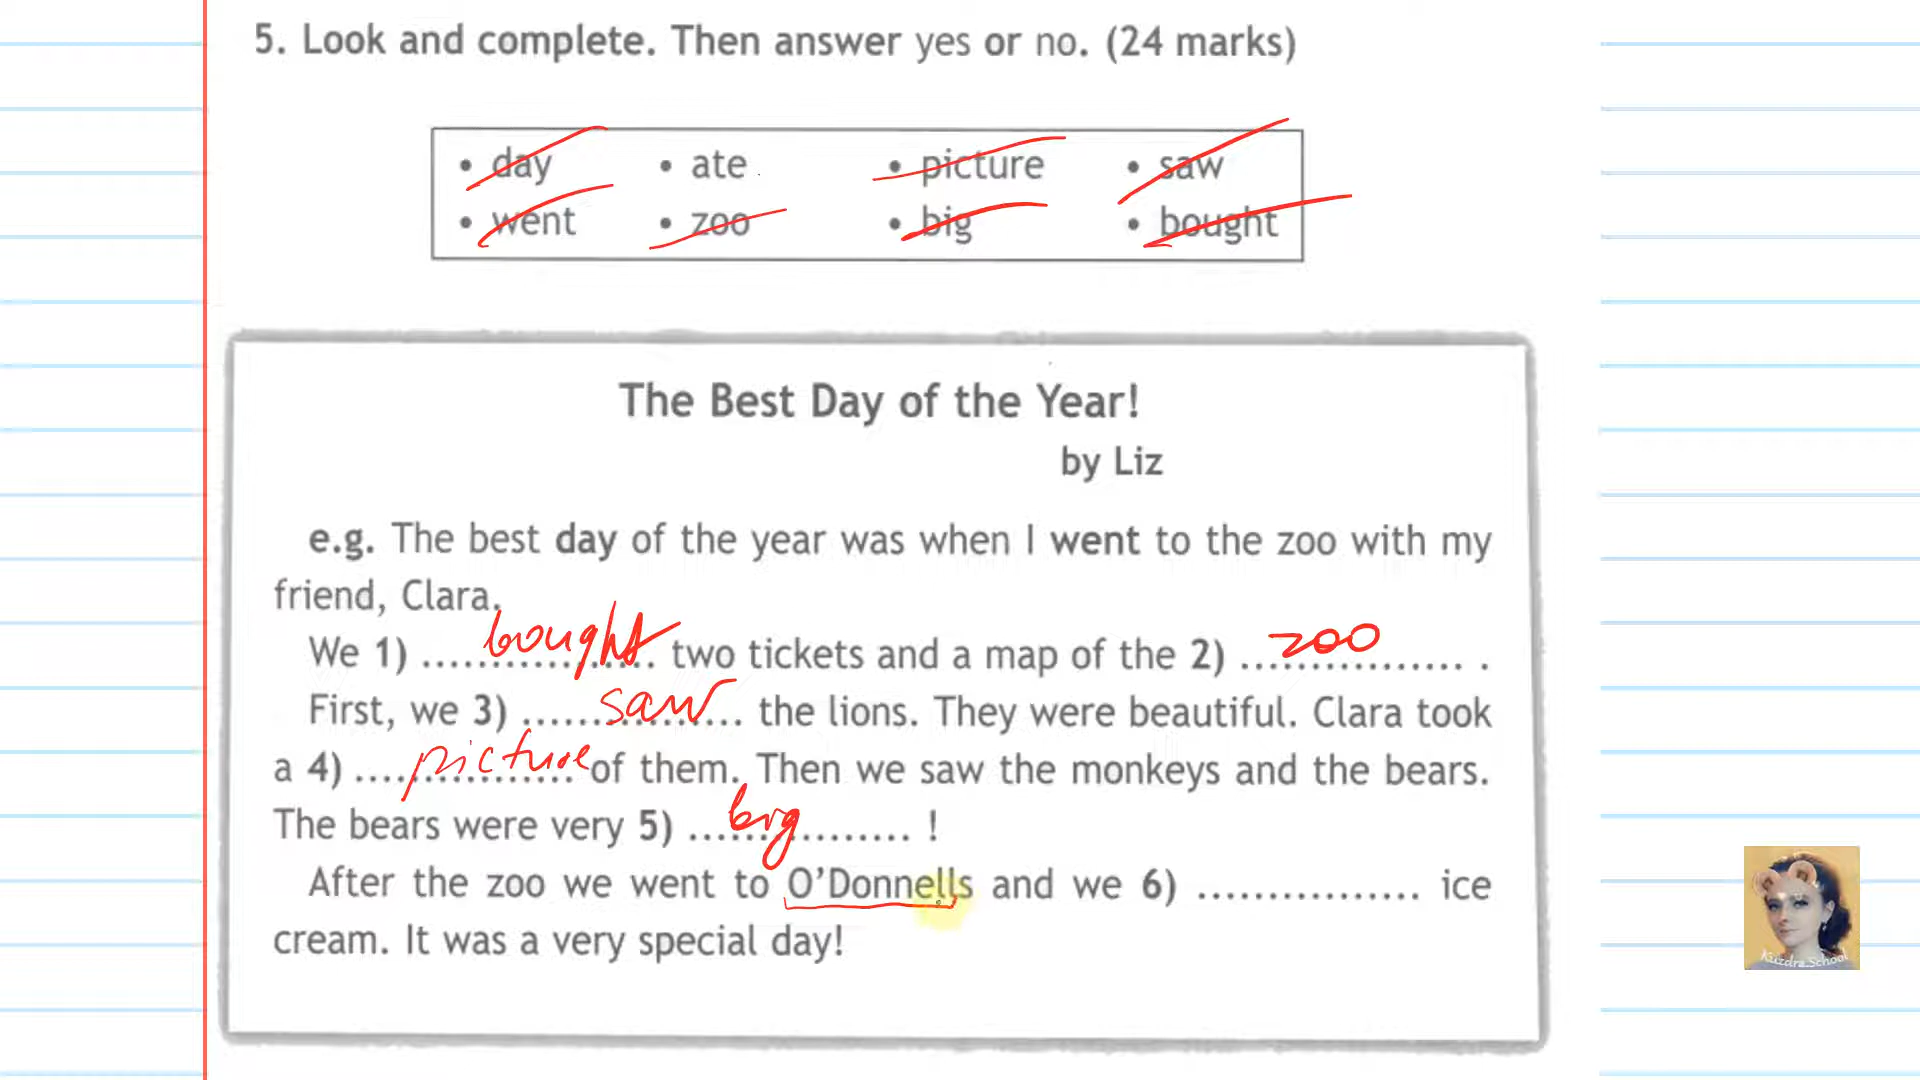 5. Look and complete. Then answer yes or no. (24 marks)
• day • ate • picture • saw
• went • zoo • big • bought
The Best Day of the Year!
by Liz
e.g. The best day of the year was when I went to the zoo with my
friend, Clara.
We 1) bought two tickets and a map of the 2) zoo .
First, we 3) saw the lions. They were beautiful. Clara took
a 4) picture of them. Then we saw the monkeys and the bears.
The bears were very 5) big !
After the zoo we went to O'Donnells and we 6) ................ ice
cream. It was a very special day!
Kuzdra.School